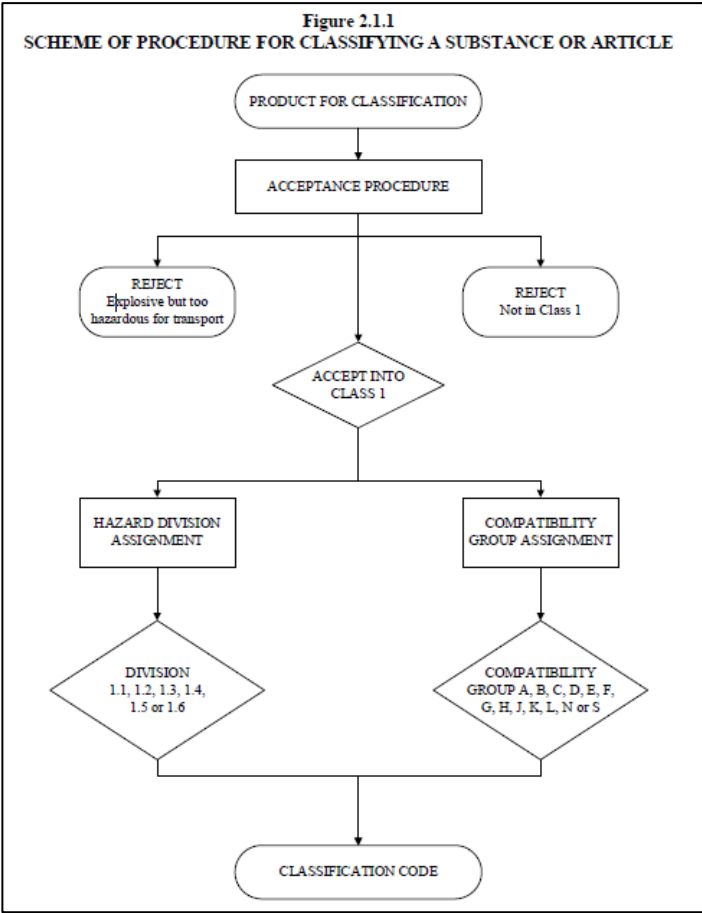 Figure 2.1.1
SCHEME OF PROCEDURE FOR CLASSIFYING A SUBSTANCE OR ARTICLE
PRODUCT FOR CLASSIFICATION
ACCEPTANCE PROCEDURE
REJECT
Explosive but too
hazardous for transport
REJECT
Not in Class 1
ACCEPT INTO
CLASS 1
HAZARD DIVISION
ASSIGNMENT
COMPATIBILITY
GROUP ASSIGNMENT
DIVISION
1.1, 1.2, 1.3, 1.4,
1.5 or 1.6
COMPATIBILITY
GROUP A, B, C, D, E, F,
G, H, J, K, L, N or S
CLASSIFICATION CODE